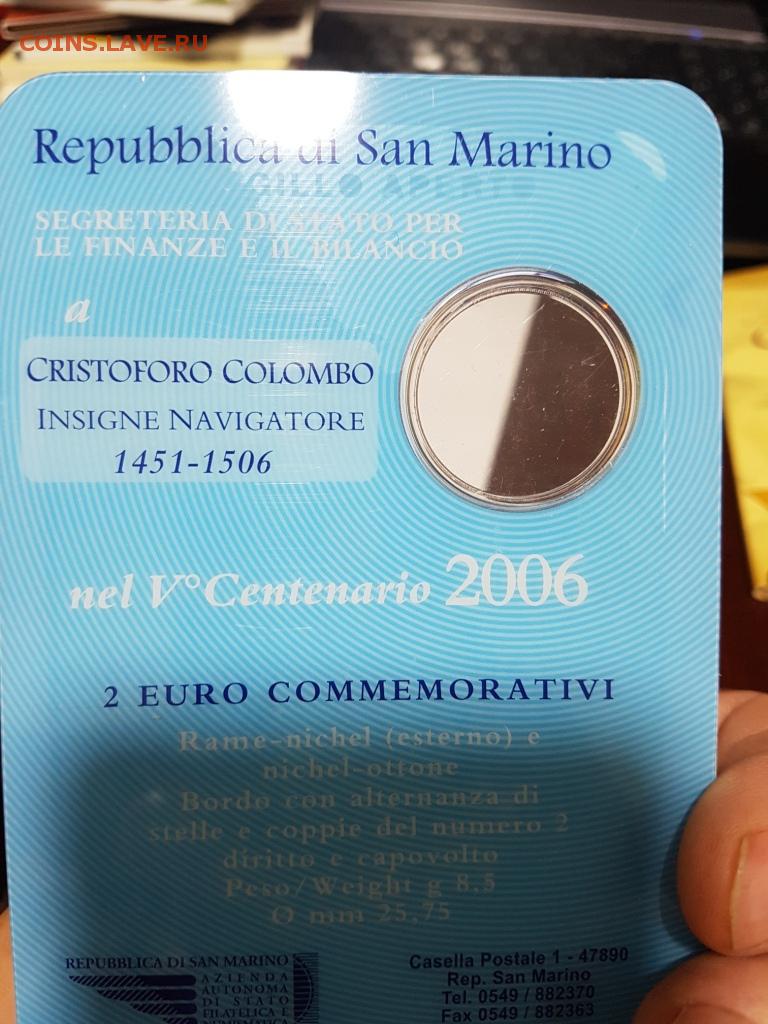 COINS.LAVE.RU
Repubblica di San Marino
SEGRETERIA DI STATO PER
LE FINANZE E IL BILANCIO
a
CRISTOFORO COLOMBO
INSIGNE NAVIGATORE
1451-1506
nel V° Centenario 2006
2 EURO COMMEMORATIVI
Rame-nichel (esterno) e
nichel-ottone
Bordo con alternanza di
stelle e coppie del numero 2
diritto e capovolto
Peso/Weight g 8.5
Ø mm 25,75
REPUBBLICA DI SAN MARINO
AZIENDA
AUTONOMA
DI STATO
FILATELICA E
NUMISMATICA
Casella Postale 1 - 47890
Rep. San Marino
Tel. 0549 / 882370
Fax 0549 / 882363